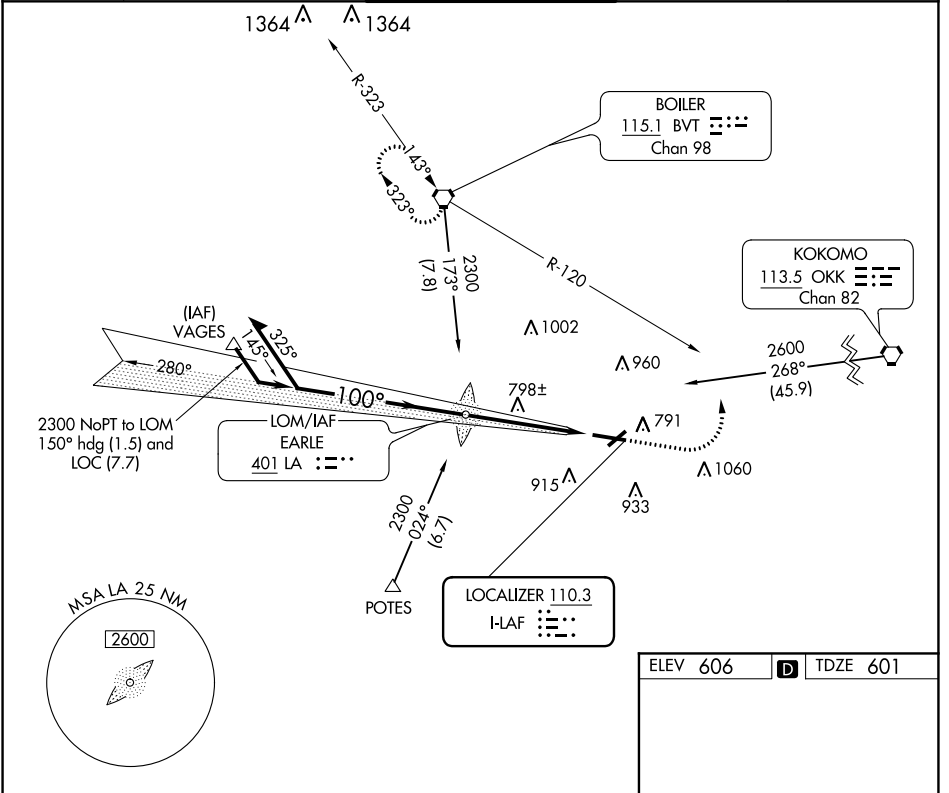 1364
1364
R-323
BOILER
115.1 BVT
Chan 98
143°
323°
2300
173°
(7.8)
R-120
KOKOMO
113.5 OKK
Chan 82
(IAF)
VAGES
145°
325°
1002
960
2600
268°
(45.9)
280°
100°
798±
2300 NoPT to LOM
150° hdg (1.5) and
LOC (7.7)
LOM/IAF
EARLE
401 LA
791
915
1060
933
2300
024°
(6.7)
POTES
LOCALIZER 110.3
I-LAF
MSA LA 25 NM
2600
ELEV 606
D
TDZE 601